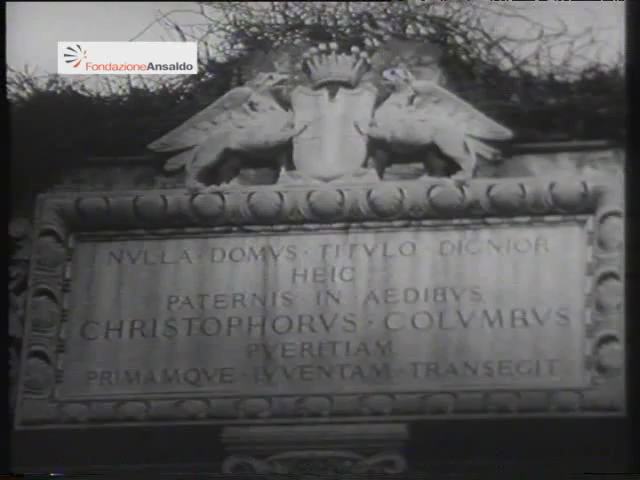 FondazioneAnsaldo
NVLLA · DOMVS · TITVLO · DIGNIOR
HEIC
PATERNIS · IN · AEDIBVS
CHRISTOPHORVS · COLVMBVS
PVERITIAM
PRIMAMQVE · IVVENTAM · TRANSEGIT